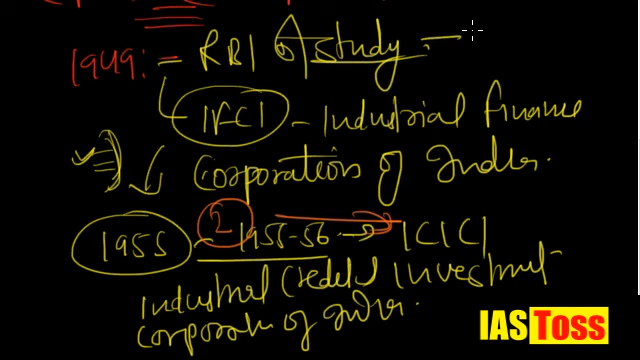 1949:- = RBI study : —
IFCI - Industrial finance
Corporation of India.
1955 - 2 1955-56 → ICICI
Industrial Credit Investment
Corporation of India.
IASToss